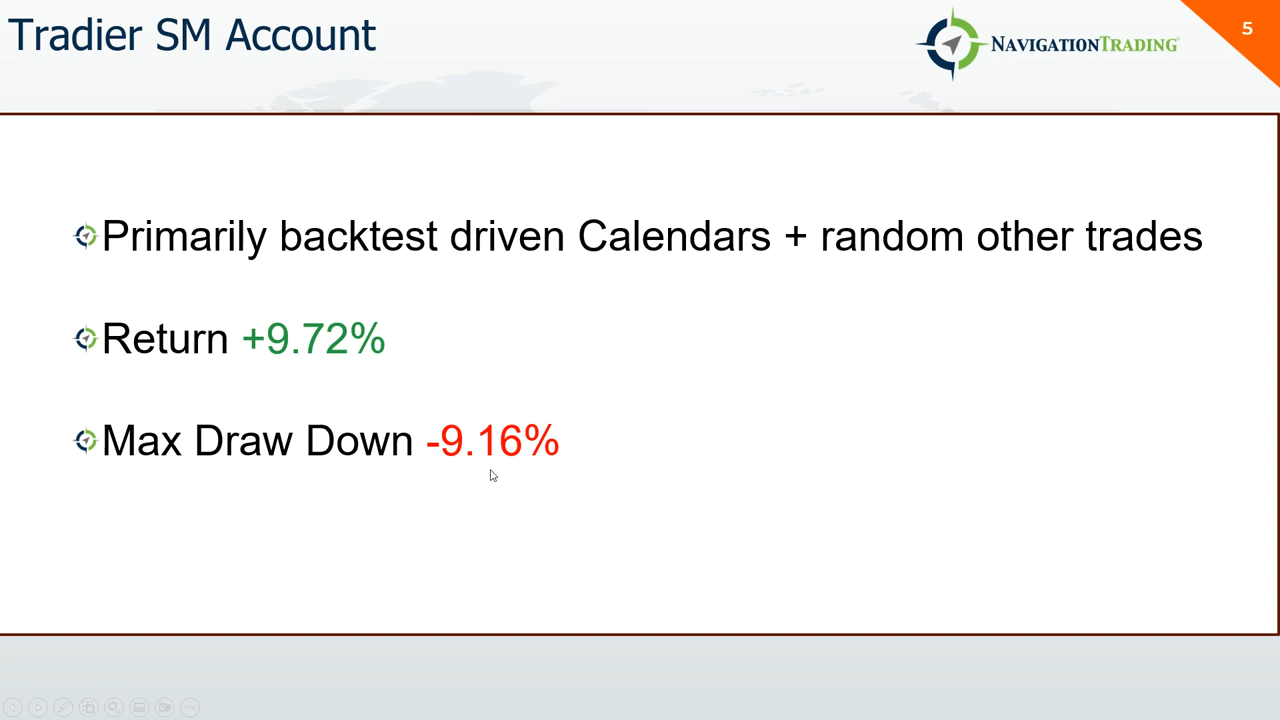 Tradier SM Account
NAVIGATIONTRADING
5
Primarily backtest driven Calendars + random other trades
Return +9.72%
Max Draw Down -9.16%